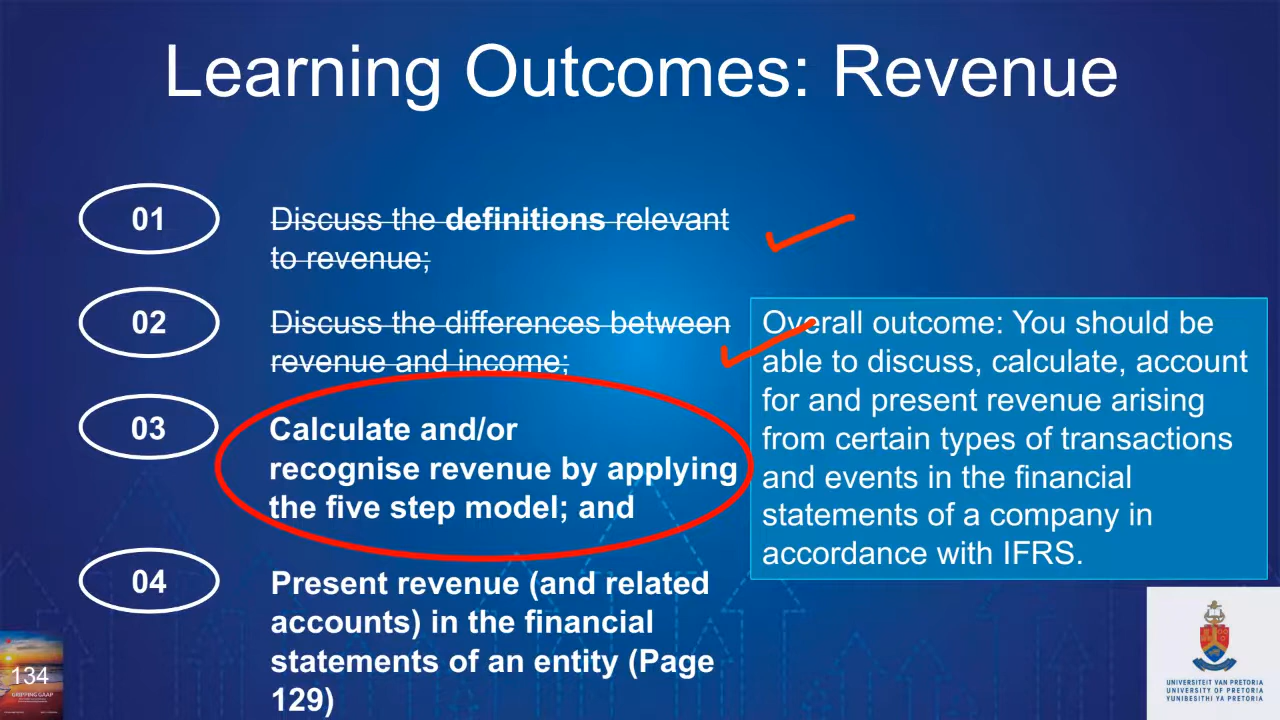 Learning Outcomes: Revenue
01
Discuss the definitions relevant
to revenue;
02
Discuss the differences between
revenue and income;
03
Calculate and/or
recognise revenue by applying
the five step model; and
04
Present revenue (and related
accounts) in the financial
statements of an entity (Page
129)
Overall outcome: You should be
able to discuss, calculate, account
for and present revenue arising
from certain types of transactions
and events in the financial
statements of a company in
accordance with IFRS.
134
GRIPPING GAAP
UNIVERSITEIT VAN PRETORIA
UNIVERSITY OF PRETORIA
YUNIBESITHI YA PRETORIA